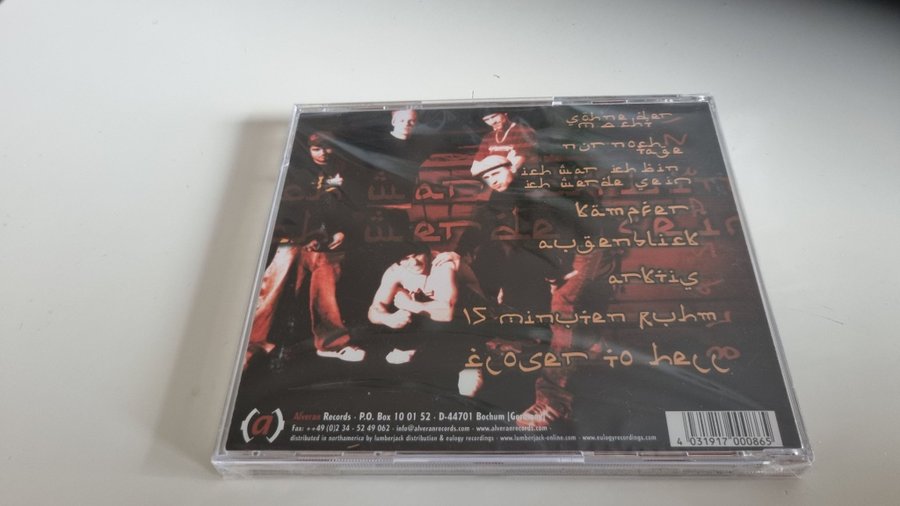 söhne der
macht
nur noch
tage
ich war ich bin
ich werde sein
kämpfer
augenblick
arktis
15 minuten ruhm
closer to hell
(a)
Alveran Records · P.O. Box 10 01 52 · D-44701 Bochum (Germany)
Fax: ++49 (0)2 34 - 52 49 062 · info@alveranrecords.com · www.alveranrecords.com
distributed in northamerica by lumberjack distribution & eulogy recordings · www.lumberjack-online.com · www.eulogyrecordings.com
4 031917 000865